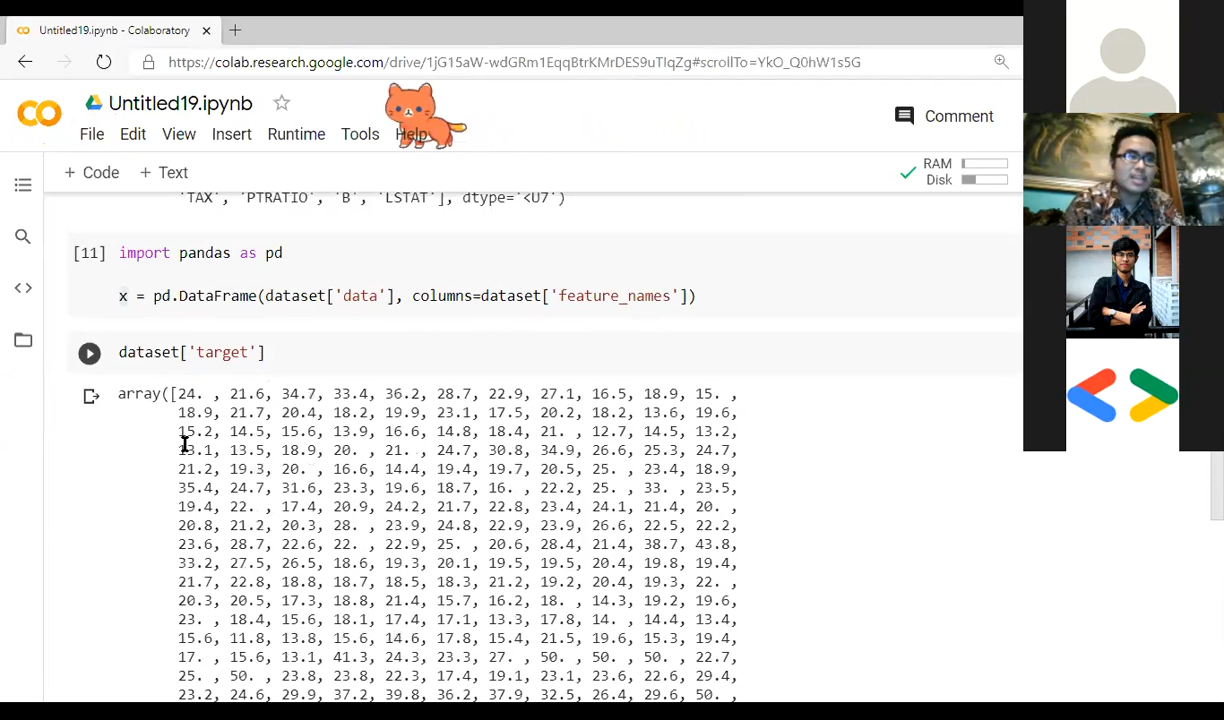 Untitled19.ipynb - Colaboratory
https://colab.research.google.com/drive/1jG15aW-wdGRm1EqqBtrKMrDES9uTlqZg#scrollTo=YkO_Q0hW1s5G
Untitled19.ipynb
File Edit View Insert Runtime Tools Help
Comment
+ Code + Text
RAM
Disk
'TAX', 'PTRATIO', 'B', 'LSTAT'], dtype='<U7')
[11] import pandas as pd
x = pd.DataFrame(dataset['data'], columns=dataset['feature_names'])
dataset['target']
array([24. , 21.6, 34.7, 33.4, 36.2, 28.7, 22.9, 27.1, 16.5, 18.9, 15. ,
18.9, 21.7, 20.4, 18.2, 19.9, 23.1, 17.5, 20.2, 18.2, 13.6, 19.6,
15.2, 14.5, 15.6, 13.9, 16.6, 14.8, 18.4, 21. , 12.7, 14.5, 13.2,
13.1, 13.5, 18.9, 20. , 21. , 24.7, 30.8, 34.9, 26.6, 25.3, 24.7,
21.2, 19.3, 20. , 16.6, 14.4, 19.4, 19.7, 20.5, 25. , 23.4, 18.9,
35.4, 24.7, 31.6, 23.3, 19.6, 18.7, 16. , 22.2, 25. , 33. , 23.5,
19.4, 22. , 17.4, 20.9, 24.2, 21.7, 22.8, 23.4, 24.1, 21.4, 20. ,
20.8, 21.2, 20.3, 28. , 23.9, 24.8, 22.9, 23.9, 26.6, 22.5, 22.2,
23.6, 28.7, 22.6, 22. , 22.9, 25. , 20.6, 28.4, 21.4, 38.7, 43.8,
33.2, 27.5, 26.5, 18.6, 19.3, 20.1, 19.5, 19.5, 20.4, 19.8, 19.4,
21.7, 22.8, 18.8, 18.7, 18.5, 18.3, 21.2, 19.2, 20.4, 19.3, 22. ,
20.3, 20.5, 17.3, 18.8, 21.4, 15.7, 16.2, 18. , 14.3, 19.2, 19.6,
23. , 18.4, 15.6, 18.1, 17.4, 17.1, 13.3, 17.8, 14. , 14.4, 13.4,
15.6, 11.8, 13.8, 15.6, 14.6, 17.8, 15.4, 21.5, 19.6, 15.3, 19.4,
17. , 15.6, 13.1, 41.3, 24.3, 23.3, 27. , 50. , 50. , 50. , 22.7,
25. , 50. , 23.8, 23.8, 22.3, 17.4, 19.1, 23.1, 23.6, 22.6, 29.4,
23.2, 24.6, 29.9, 37.2, 39.8, 36.2, 37.9, 32.5, 26.4, 29.6, 50. ,